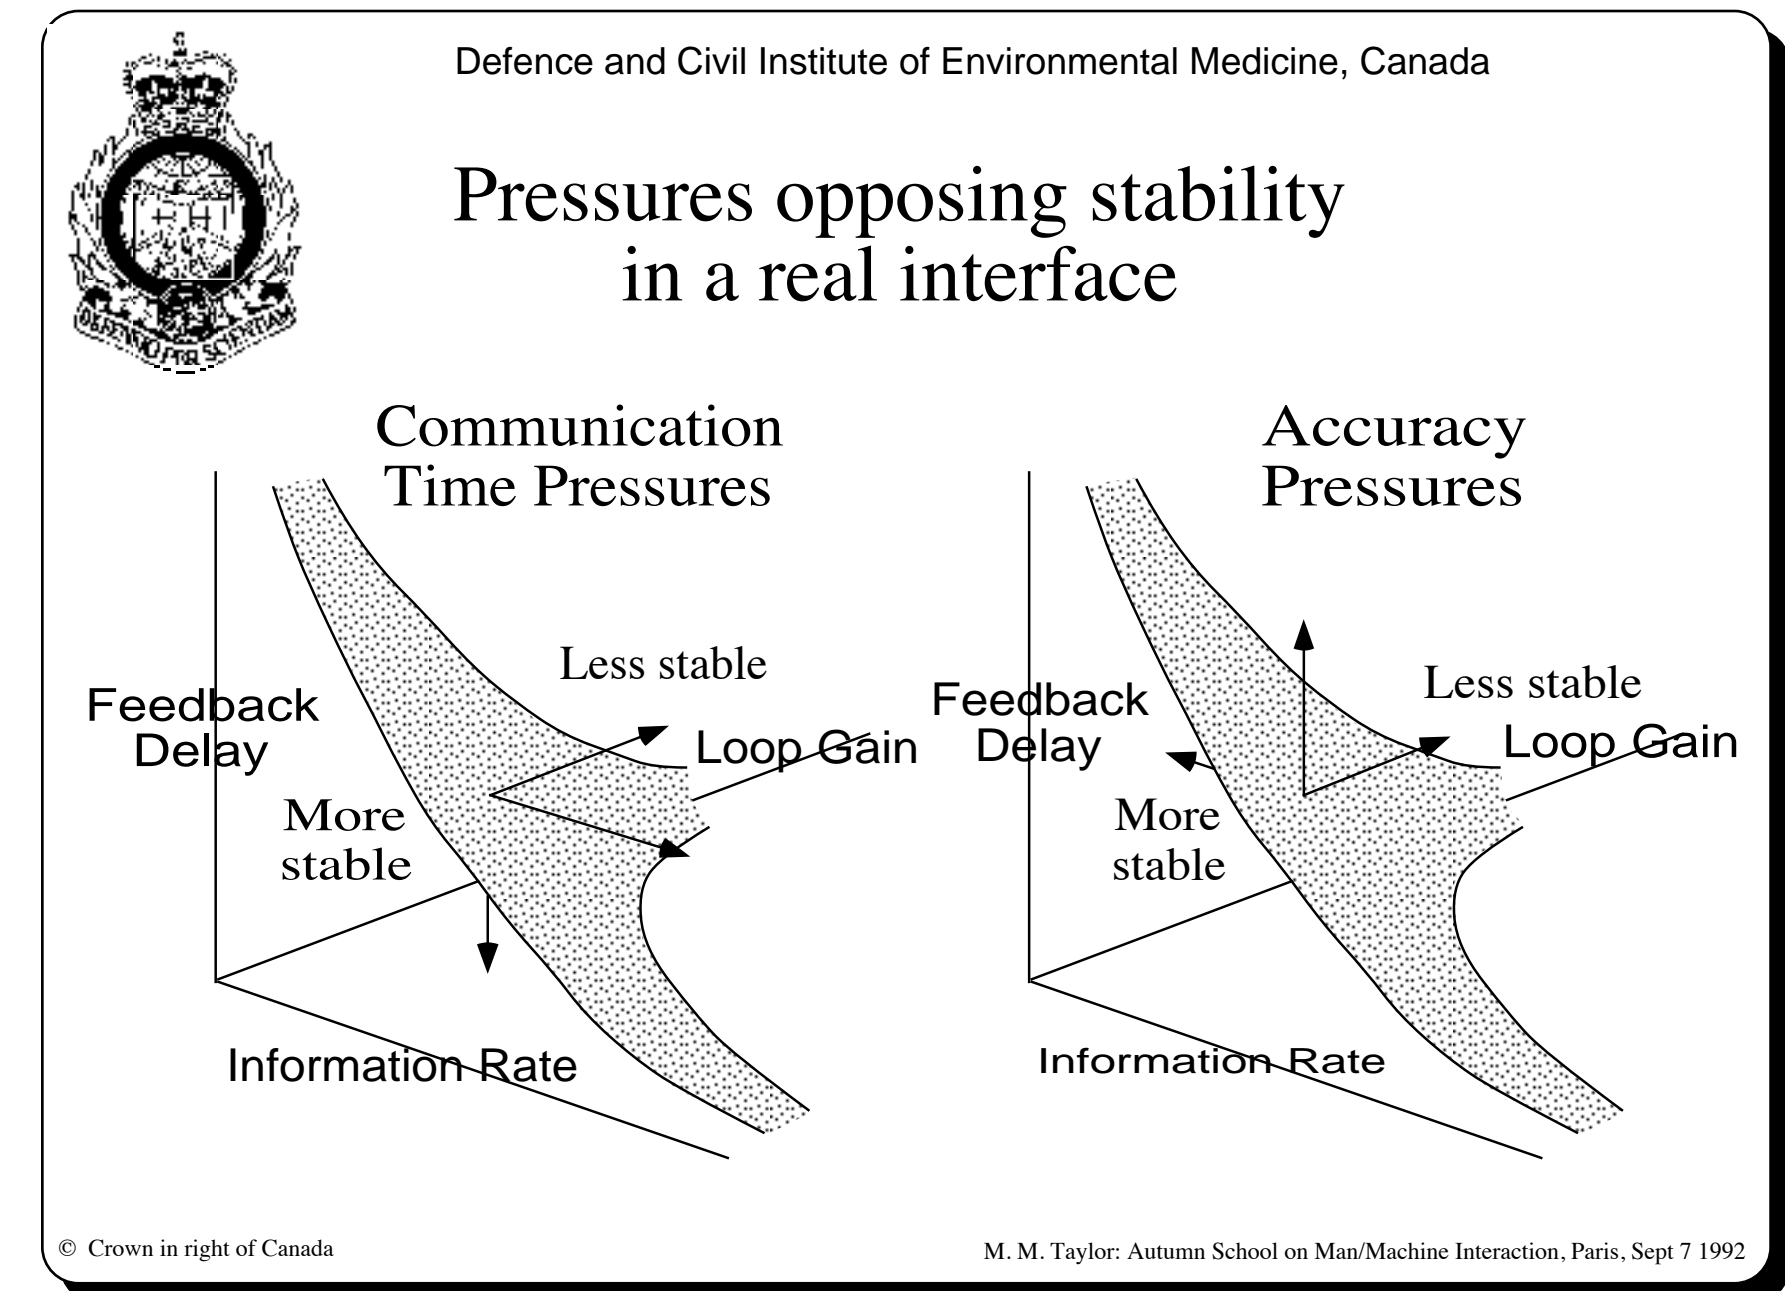 Defence and Civil Institute of Environmental Medicine, Canada
Pressures opposing stability
in a real interface
Communication
Time Pressures
Less stable
Feedback
Delay
Loop Gain
More
stable
Information Rate
Accuracy
Pressures
Less stable
Feedback
Delay
Loop Gain
More
stable
Information Rate
© Crown in right of Canada
M. M. Taylor: Autumn School on Man/Machine Interaction, Paris, Sept 7 1992